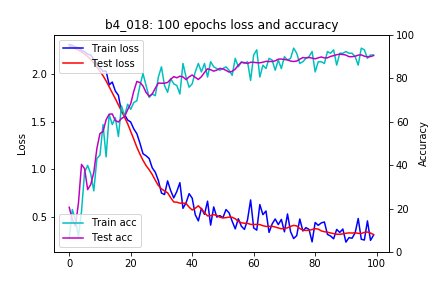 b4_018: 100 epochs loss and accuracy
Train loss
Test loss
Train acc
Test acc
Loss
Accuracy
2.0
1.5
1.0
0.5
100
80
60
40
20
0
0
20
40
60
80
100